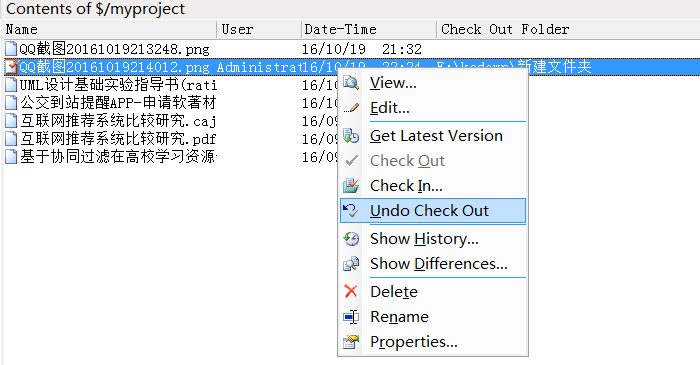 Contents of $/myproject
Name User Date-Time Check Out Folder
QQ截图20161019213248.png 16/10/19 21:32
QQ截图20161019214012.png Administrat 16/10/19 新建文件夹
UML设计基础实验指导书(rati 16/10
公交到站提醒APP-申请软著材 16/10
互联网推荐系统比较研究.caj 16/09
互联网推荐系统比较研究.pdf 16/09
基于协同过滤在高校学习资源 16/09
View...
Edit...
Get Latest Version
Check Out
Check In...
Undo Check Out
Show History...
Show Differences...
Delete
Rename
Properties...